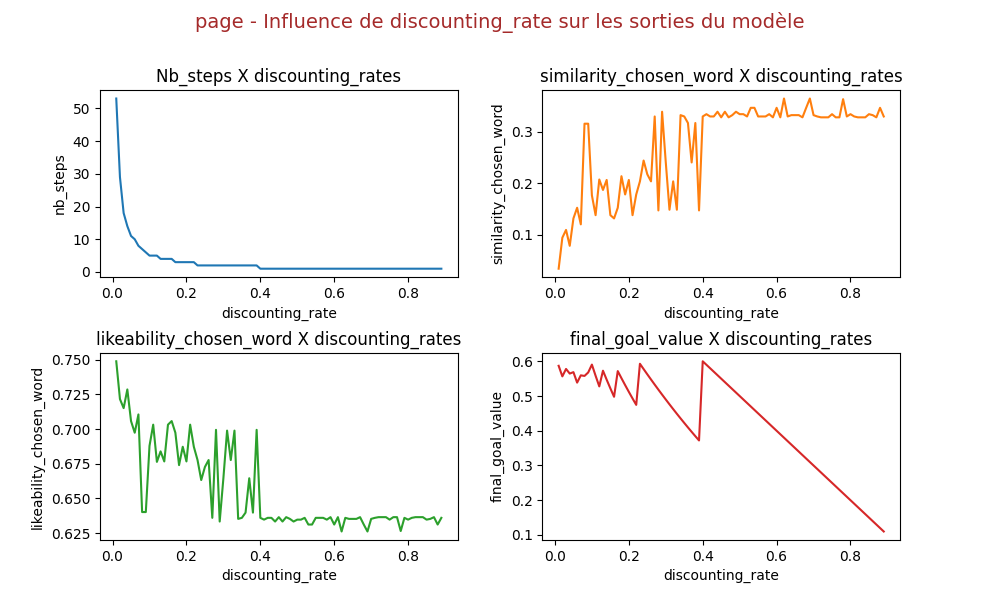 page - Influence de discounting_rate sur les sorties du modèle
Nb_steps X discounting_rates
nb_steps
50
40
30
20
10
0
0.0 0.2 0.4 0.6 0.8
discounting_rate
similarity_chosen_word X discounting_rates
similarity_chosen_word
0.3
0.2
0.1
0.0 0.2 0.4 0.6 0.8
discounting_rate
likeability_chosen_word X discounting_rates
likeability_chosen_word
0.750
0.725
0.700
0.675
0.650
0.625
0.0 0.2 0.4 0.6 0.8
discounting_rate
final_goal_value X discounting_rates
final_goal_value
0.6
0.5
0.4
0.3
0.2
0.1
0.0 0.2 0.4 0.6 0.8
discounting_rate